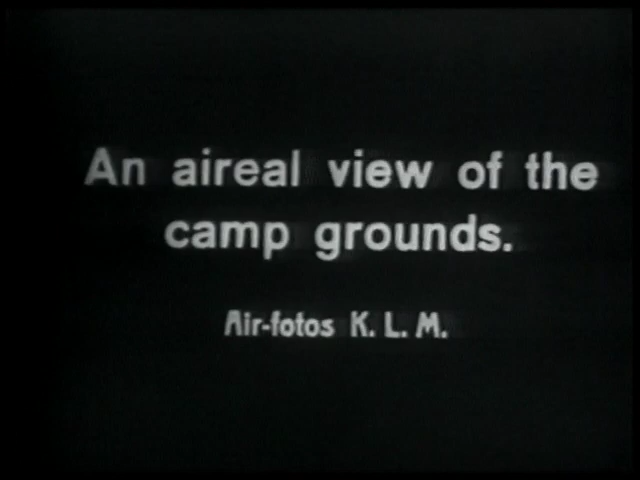 An aireal view of the
camp grounds.
Air-fotos K. L. M.